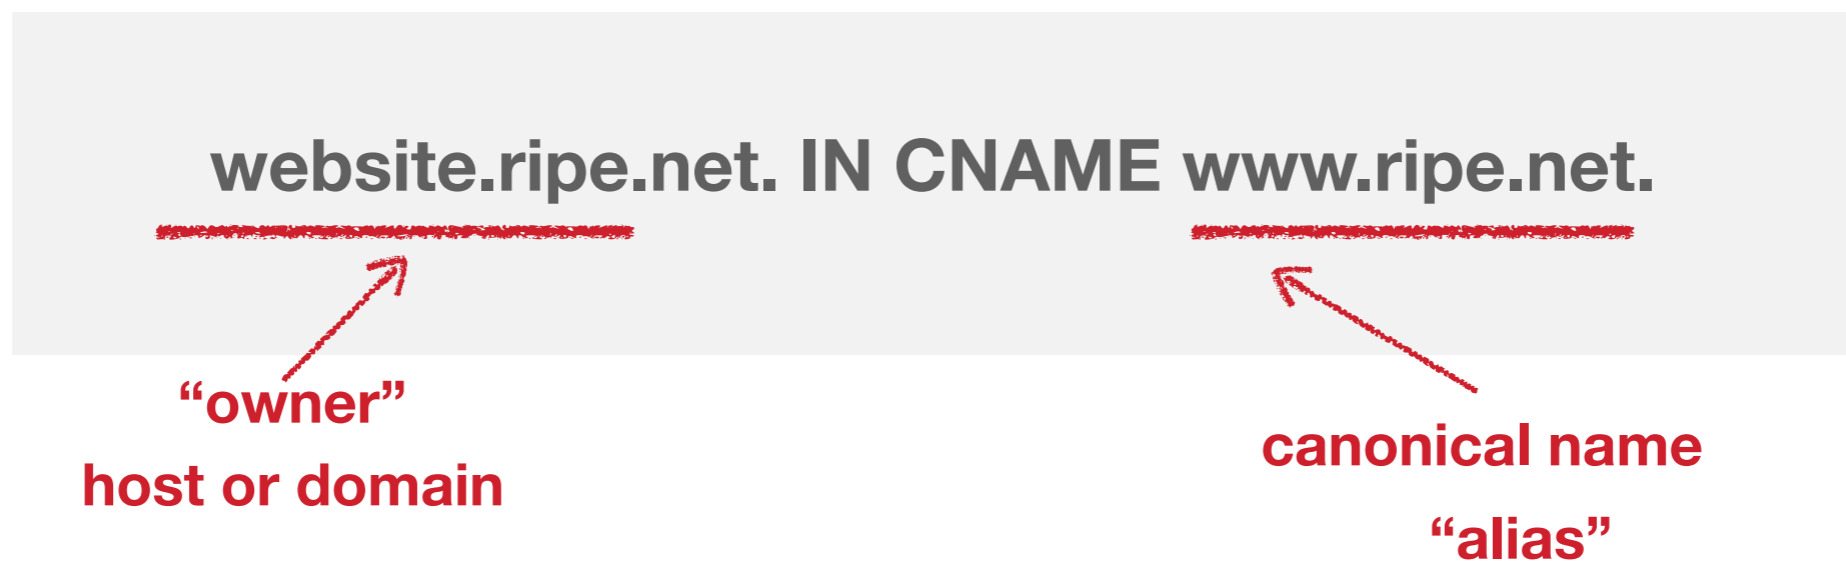 website.ripe.net. IN CNAME www.ripe.net.
“owner”
host or domain
canonical name
“alias”